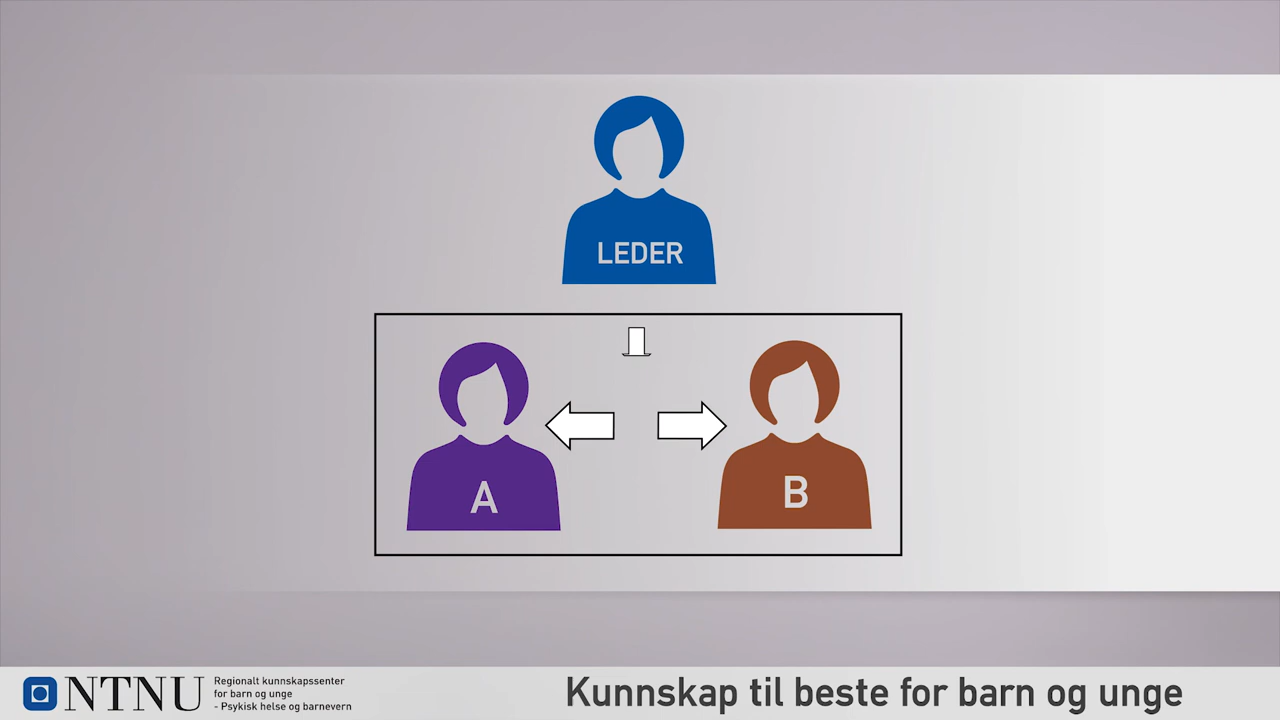 LEDER
A
B
NTNU
Regionalt kunnskapssenter
for barn og unge
- Psykisk helse og barnevern
Kunnskap til beste for barn og unge